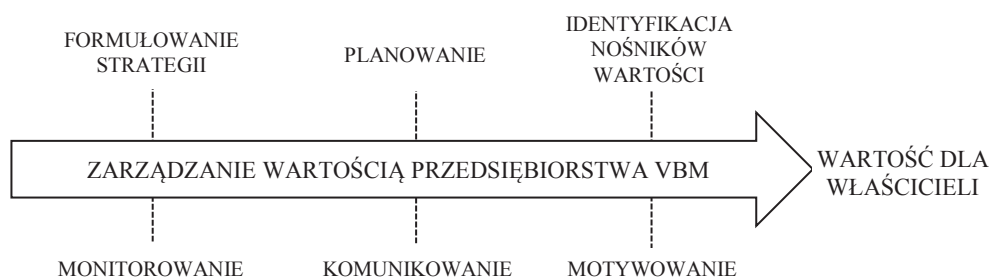 FORMUŁOWANIE
STRATEGII
PLANOWANIE
IDENTYFIKACJA
NOŚNIKÓW
WARTOŚCI
ZARZĄDZANIE WARTOŚCIĄ PRZEDSIĘBIORSTWA VBM
WARTOŚĆ DLA
WŁAŚCICIELI
MONITOROWANIE
KOMUNIKOWANIE
MOTYWOWANIE